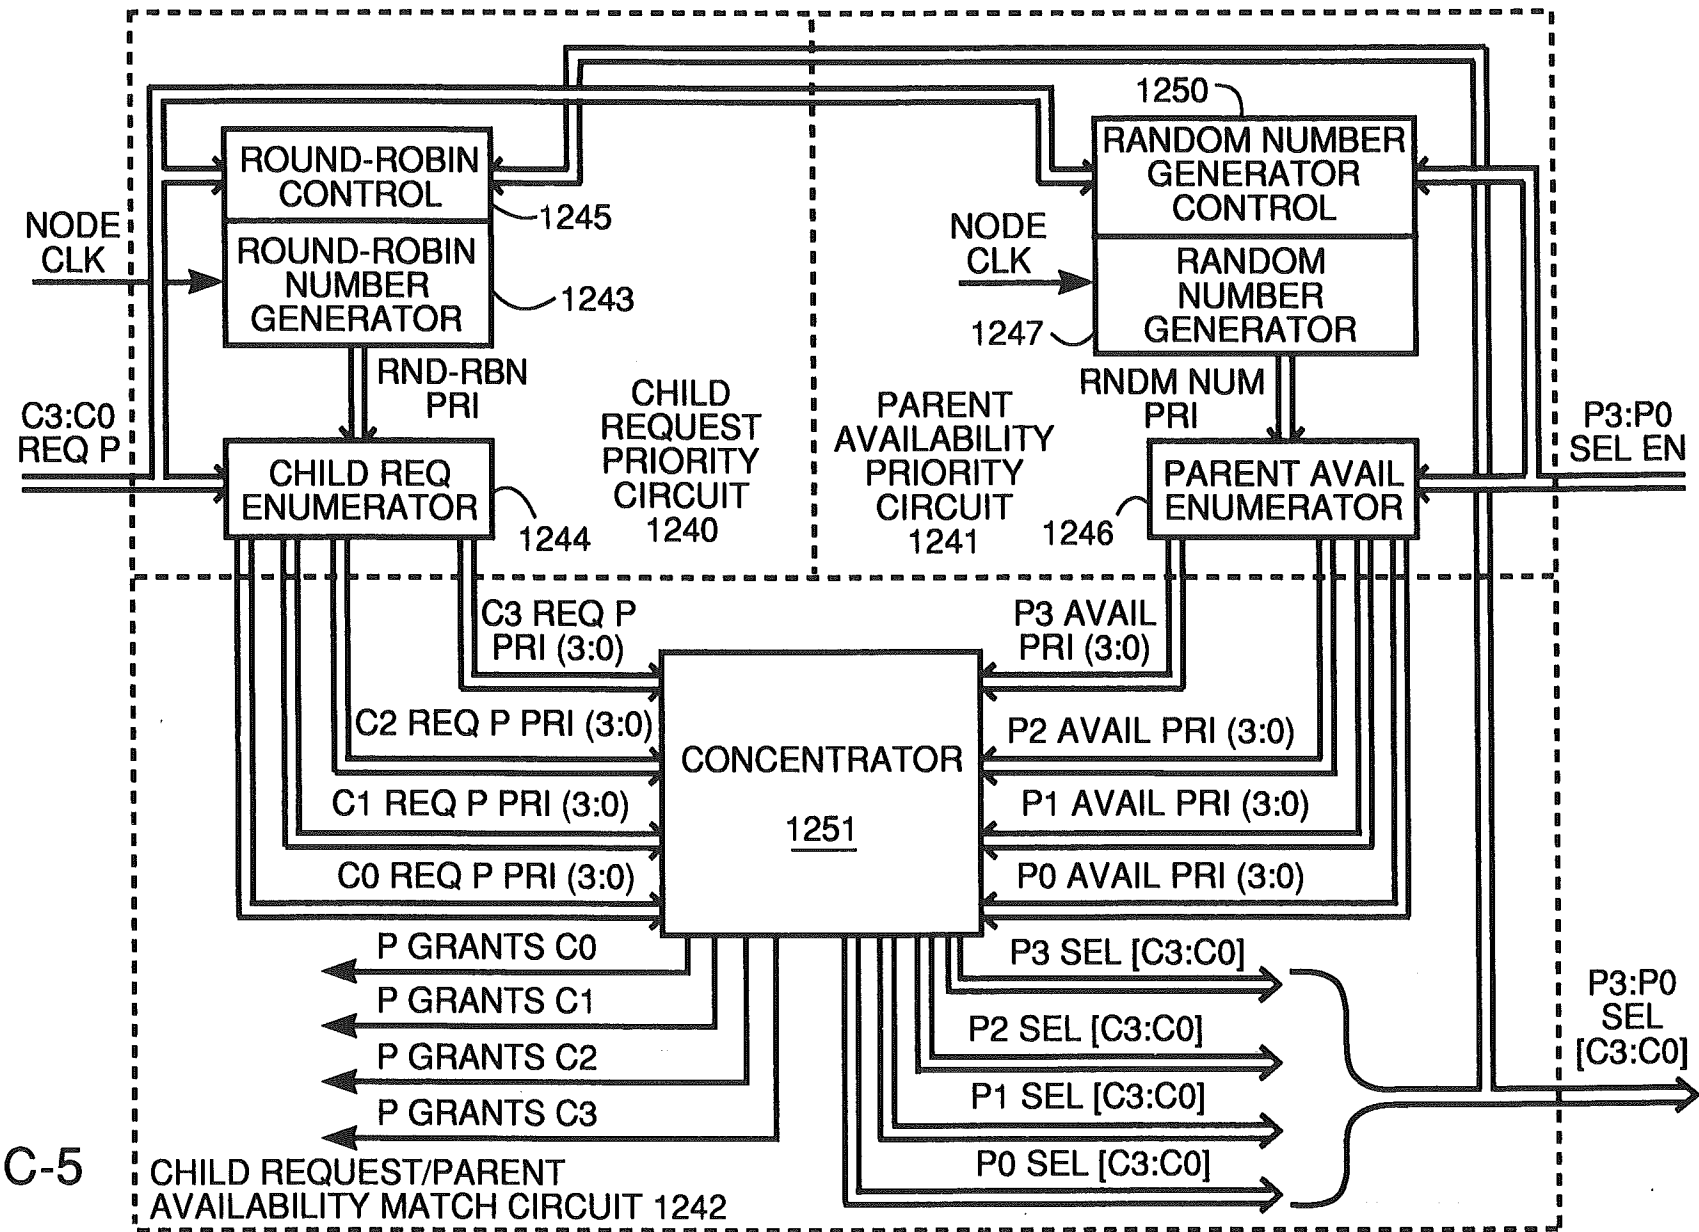 1250
ROUND-ROBIN
CONTROL
1245
RANDOM NUMBER
GENERATOR
CONTROL
NODE
CLK
ROUND-ROBIN
NUMBER
GENERATOR
1243
NODE
CLK
RANDOM
NUMBER
GENERATOR
1247
RND-RBN
PRI
RNDM NUM
PRI
C3:C0
REQ P
CHILD
REQUEST
PRIORITY
CIRCUIT
1240
PARENT
AVAILABILITY
PRIORITY
CIRCUIT
1241
P3:P0
SEL EN
CHILD REQ
ENUMERATOR
1244
PARENT AVAIL
ENUMERATOR
1246
C3 REQ P
PRI (3:0)
P3 AVAIL
PRI (3:0)
C2 REQ P PRI (3:0)
P2 AVAIL PRI (3:0)
CONCENTRATOR
1251
C1 REQ P PRI (3:0)
P1 AVAIL PRI (3:0)
C0 REQ P PRI (3:0)
P0 AVAIL PRI (3:0)
P GRANTS C0
P GRANTS C1
P GRANTS C2
P GRANTS C3
P3 SEL [C3:C0]
P2 SEL [C3:C0]
P1 SEL [C3:C0]
P0 SEL [C3:C0]
P3:P0
SEL
[C3:C0]
C-5
CHILD REQUEST/PARENT
AVAILABILITY MATCH CIRCUIT 1242